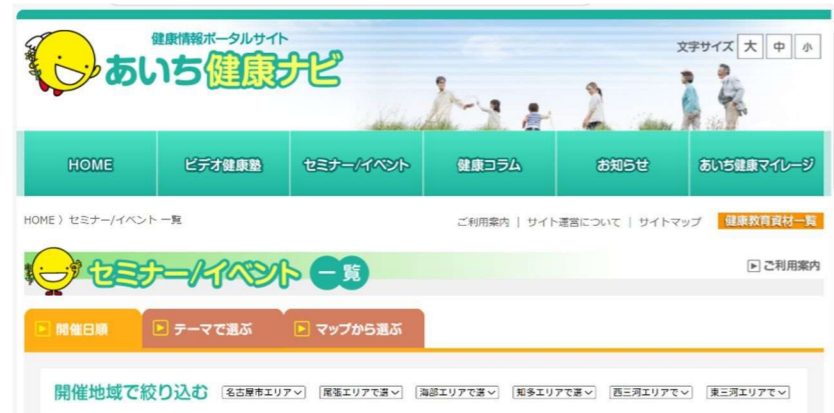 健康情報ポータルサイト
あいち健康ナビ
文字サイズ 大 中 小
HOME ビデオ健康塾 セミナー/イベント 健康コラム お知らせ あいち健康マイレージ
HOME 〉 セミナー/イベント 一覧 ご利用案内 | サイト運営について | サイトマップ 健康教育資材一覧
セミナー/イベント 一覧 ご利用案内
開催日順 テーマで選ぶ マップから選ぶ
開催地域で絞り込む 名古屋市エリア 尾張エリアで選 海部エリアで選 知多エリアで選 西三河エリアで 東三河エリアで